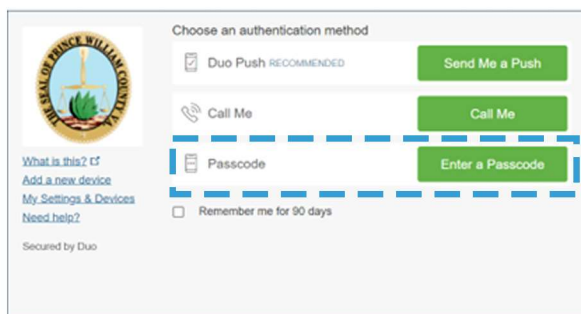 Choose an authentication method
Duo Push RECOMMENDED
Send Me a Push
Call Me
Call Me
Passcode
Enter a Passcode
Remember me for 90 days
THE SEAL OF PRINCE WILLIAM COUNTY VA
What is this?
Add a new device
My Settings & Devices
Need help?
Secured by Duo